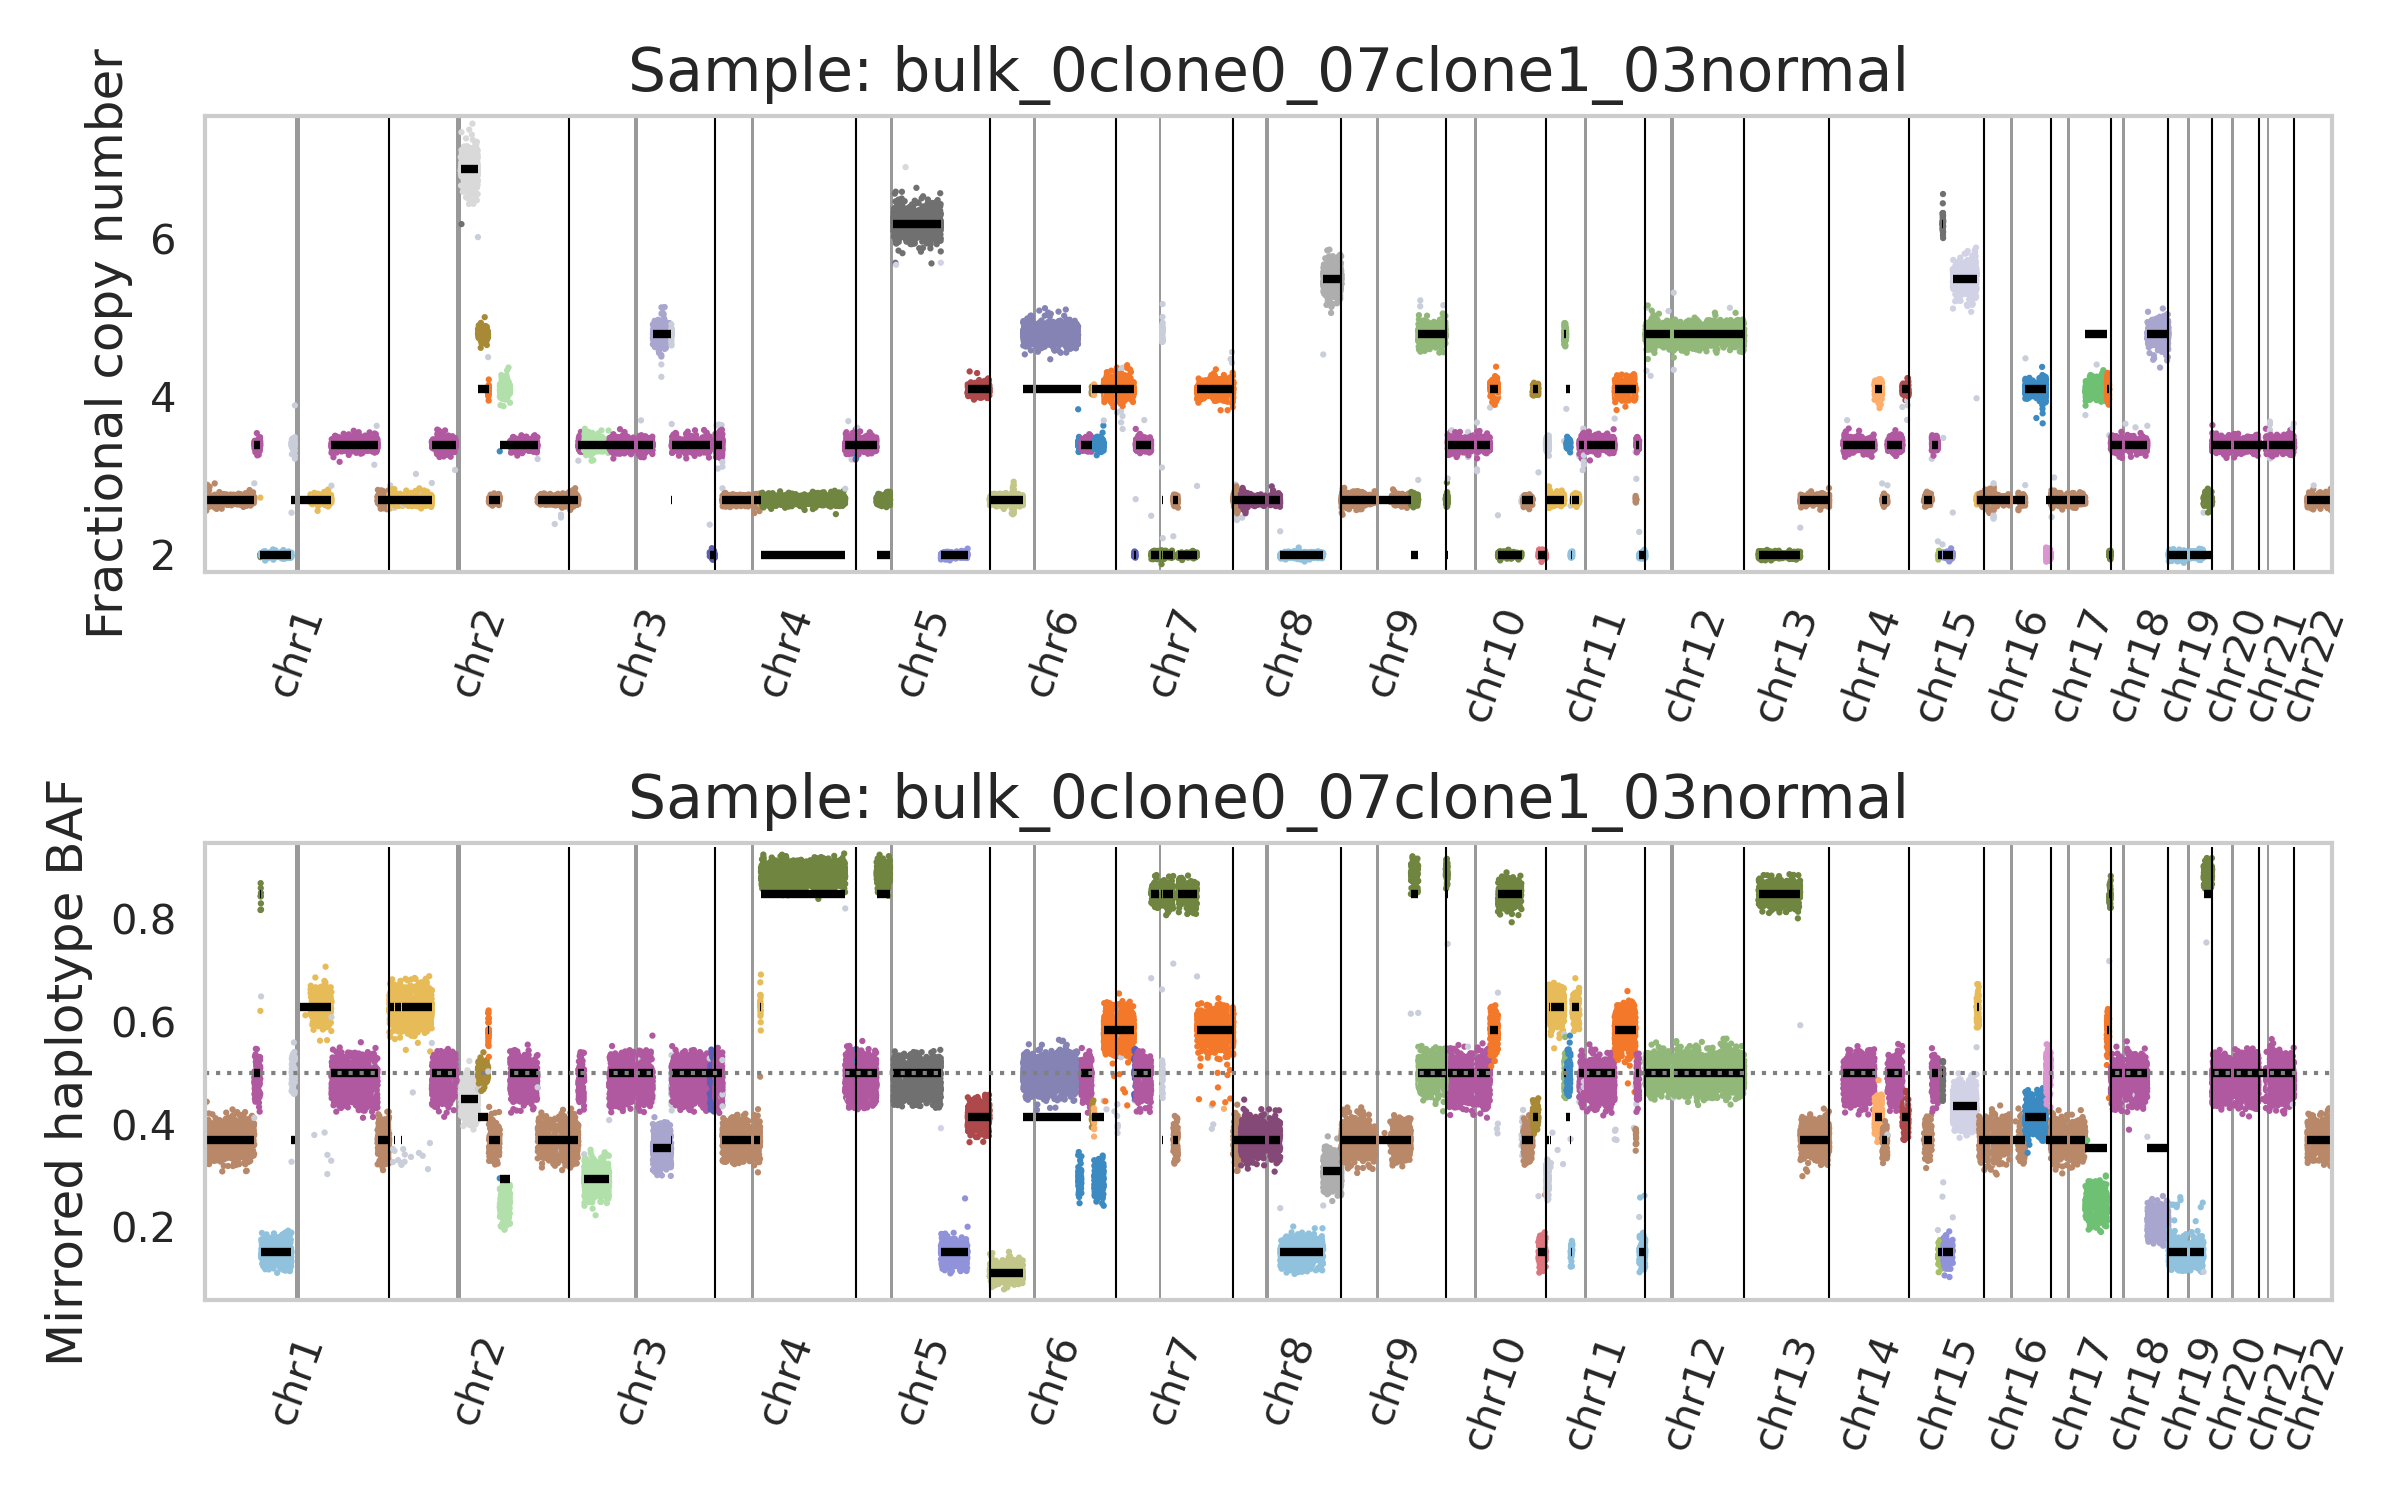 Sample: bulk_0clone0_07clone1_03normal
Fractional copy number
6
4
2
chr1
chr2
chr3
chr4
chr5
chr6
chr7
chr8
chr9
chr10
chr11
chr12
chr13
chr14
chr15
chr16
chr17
chr18
chr19
chr20
chr21
chr22
Sample: bulk_0clone0_07clone1_03normal
Mirrored haplotype BAF
0.8
0.6
0.4
0.2
chr1
chr2
chr3
chr4
chr5
chr6
chr7
chr8
chr9
chr10
chr11
chr12
chr13
chr14
chr15
chr16
chr17
chr18
chr19
chr20
chr21
chr22